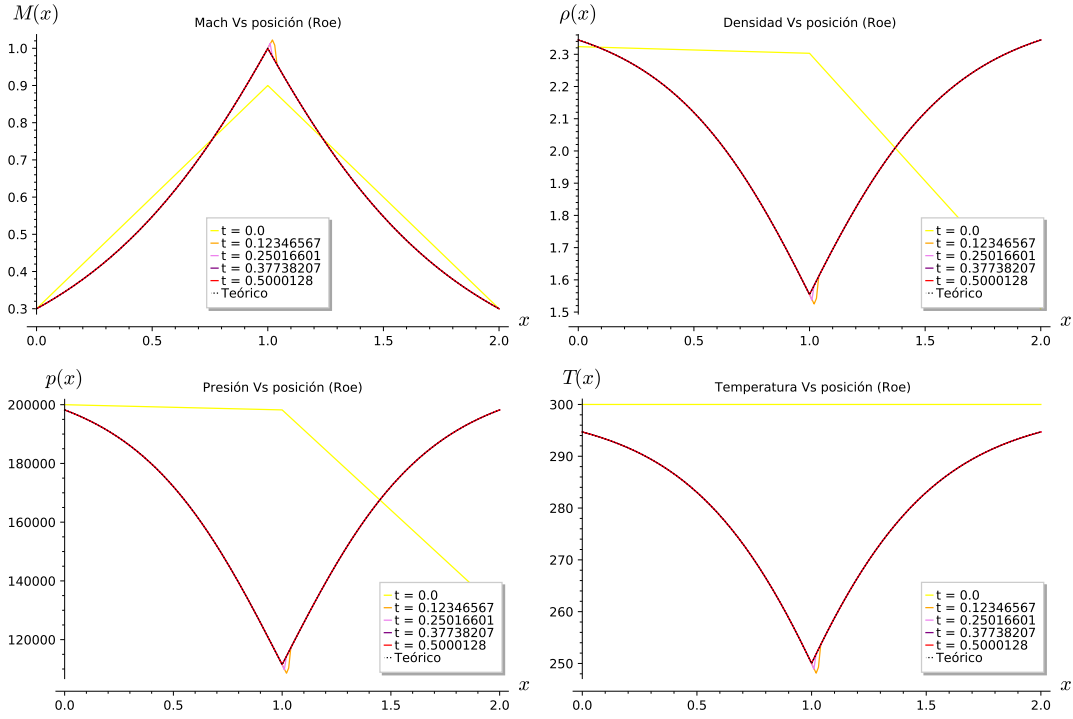 M(x)
Mach Vs posición (Roe)
1.0
0.9
0.8
0.7
0.6
0.5
0.4
0.3
t = 0.0
t = 0.12346567
t = 0.25016601
t = 0.37738207
t = 0.5000128
Teórico
0.0 0.5 1.0 1.5 2.0
x
ρ(x)
Densidad Vs posición (Roe)
2.3
2.2
2.1
2.0
1.9
1.8
1.7
1.6
1.5
t = 0.0
t = 0.12346567
t = 0.25016601
t = 0.37738207
t = 0.5000128
Teórico
0.0 0.5 1.0 1.5 2.0
x
p(x)
Presión Vs posición (Roe)
200000
180000
160000
140000
120000
t = 0.0
t = 0.12346567
t = 0.25016601
t = 0.37738207
t = 0.5000128
Teórico
0.0 0.5 1.0 1.5 2.0
x
T(x)
Temperatura Vs posición (Roe)
300
290
280
270
260
250
t = 0.0
t = 0.12346567
t = 0.25016601
t = 0.37738207
t = 0.5000128
Teórico
0.0 0.5 1.0 1.5 2.0
x